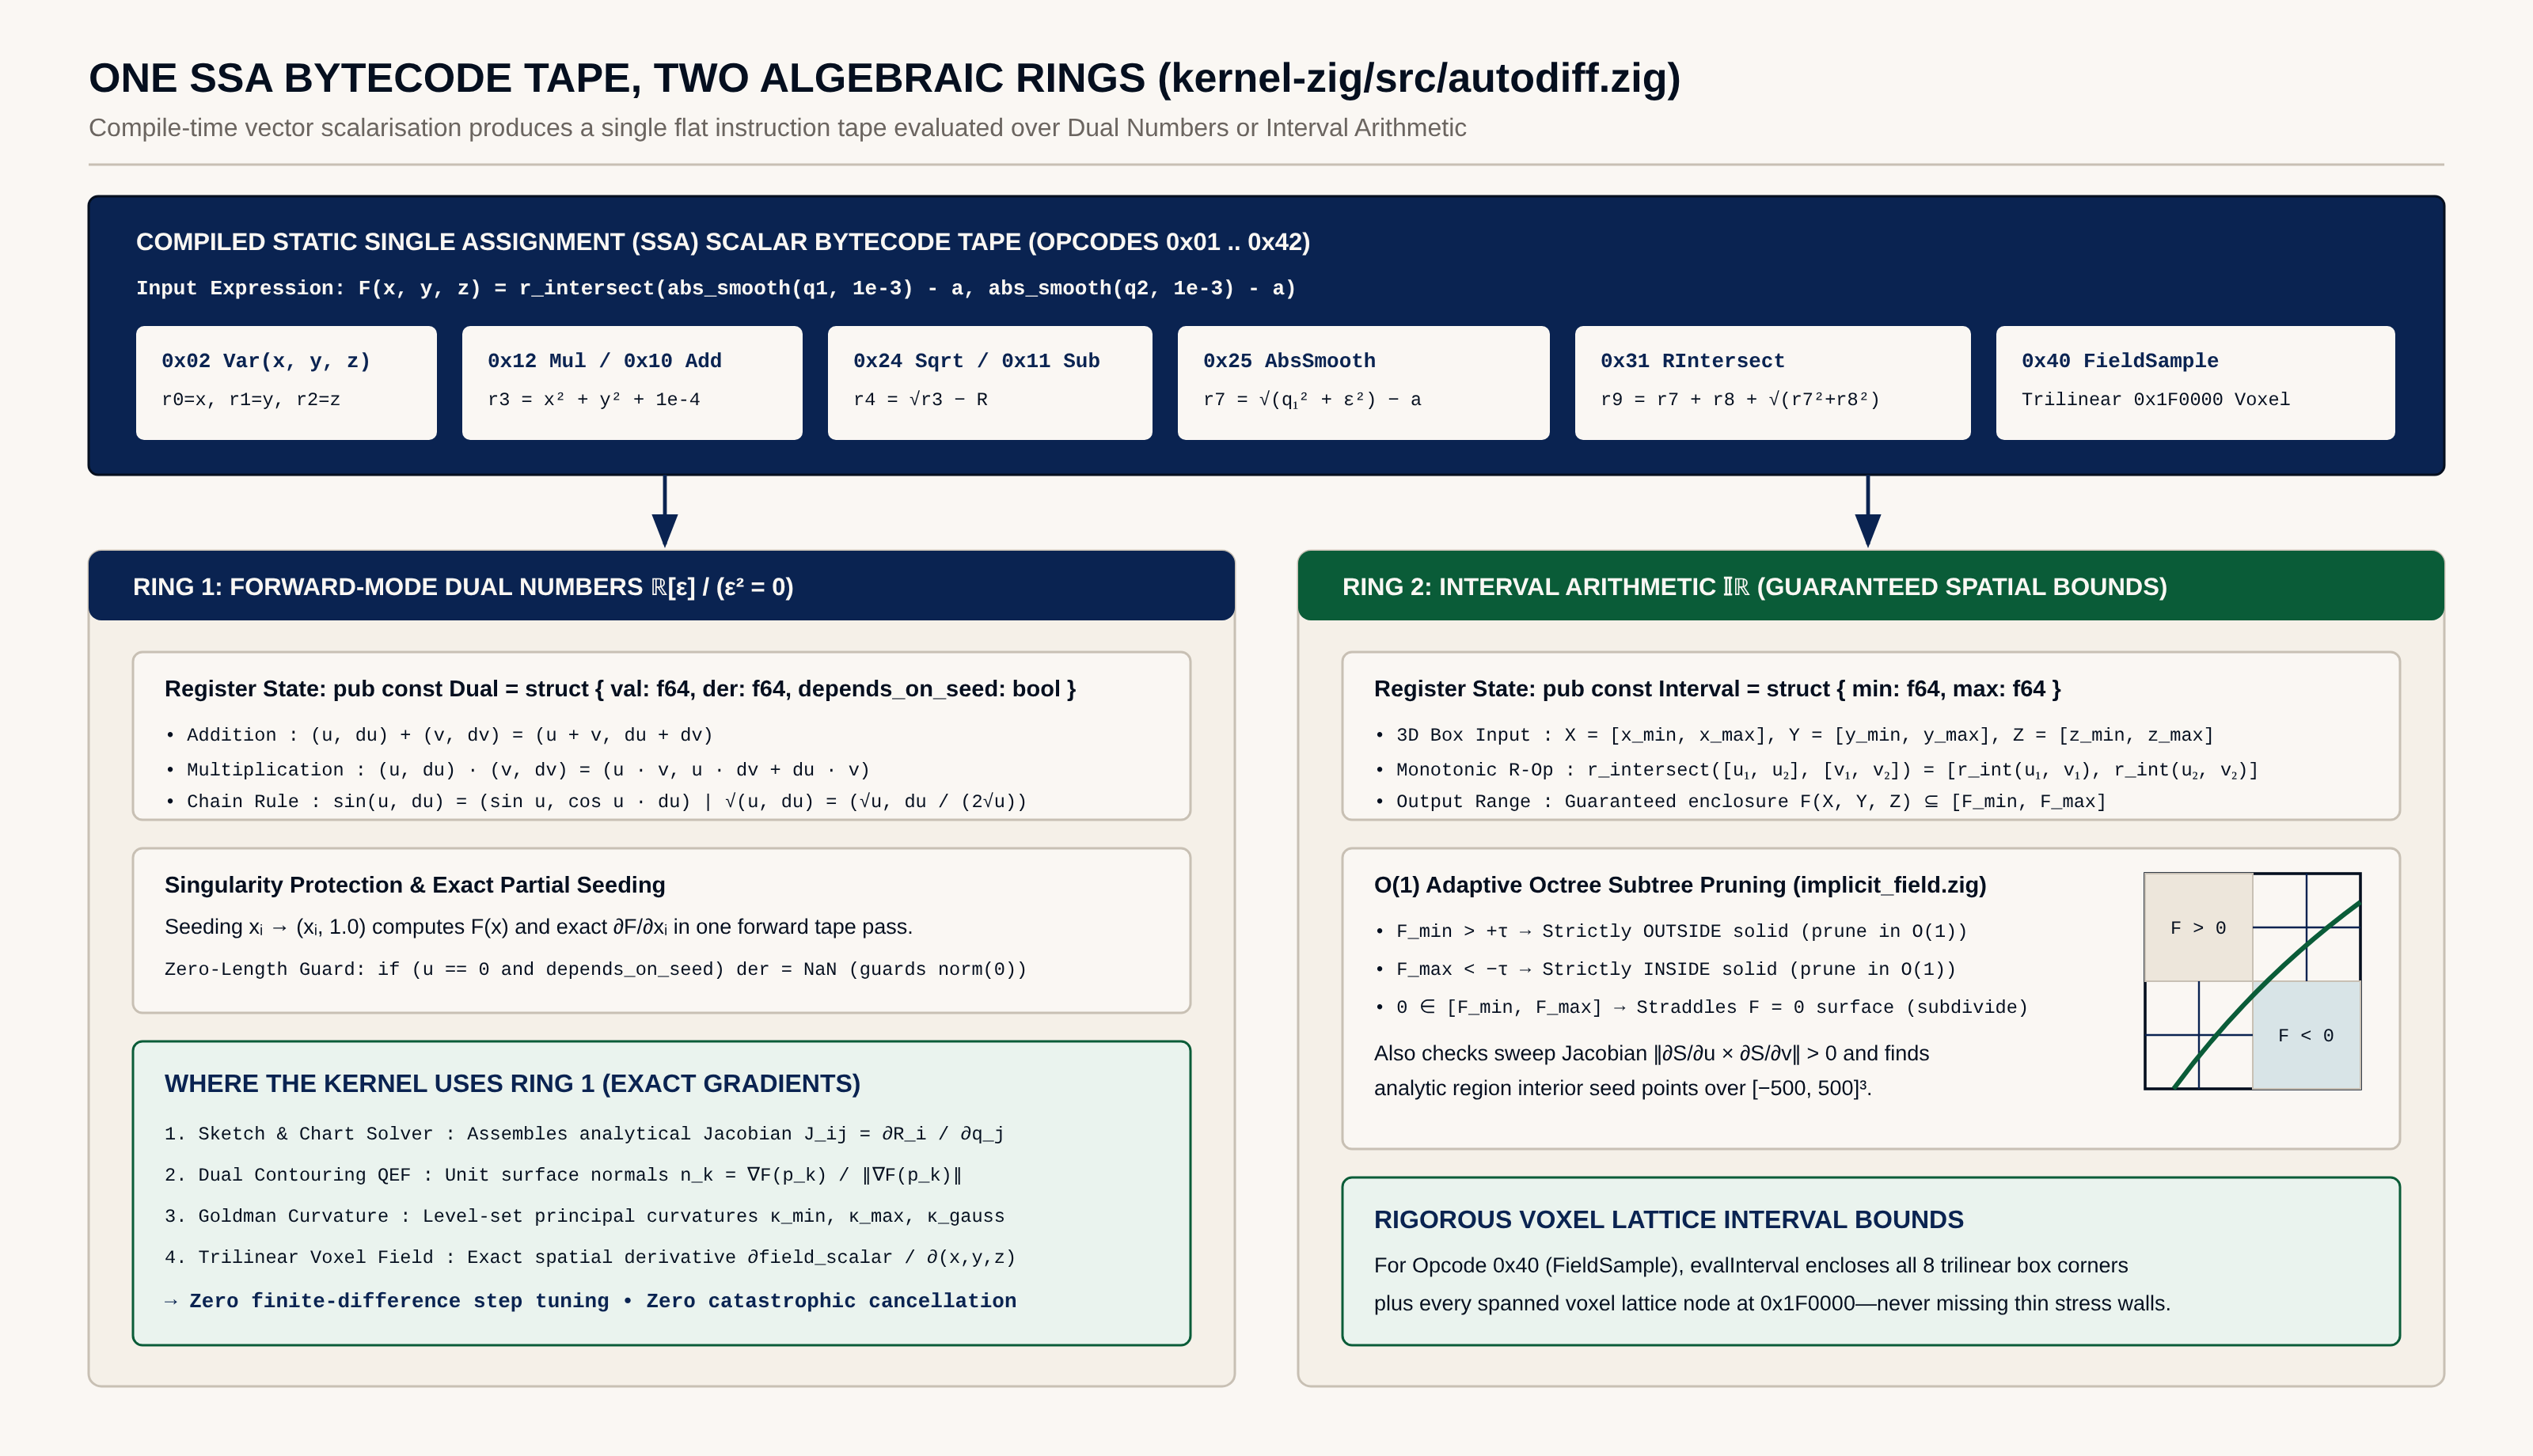 ONE SSA BYTECODE TAPE, TWO ALGEBRAIC RINGS (kernel-zig/src/autodiff.zig)
Compile-time vector scalarisation produces a single flat instruction tape evaluated over Dual Numbers or Interval Arithmetic
COMPILED STATIC SINGLE ASSIGNMENT (SSA) SCALAR BYTECODE TAPE (OPCODES 0x01 .. 0x42)
Input Expression: F(x, y, z) = r_intersect(abs_smooth(q1, 1e-3) - a, abs_smooth(q2, 1e-3) - a)
0x02 Var(x, y, z)
r0=x, r1=y, r2=z
0x12 Mul / 0x10 Add
r3 = x² + y² + 1e-4
0x24 Sqrt / 0x11 Sub
r4 = √r3 − R
0x25 AbsSmooth
r7 = √(q₁² + ε²) − a
0x31 RIntersect
r9 = r7 + r8 + √(r7²+r8²)
0x40 FieldSample
Trilinear 0x1F0000 Voxel
RING 1: FORWARD-MODE DUAL NUMBERS ℝ[ε] / (ε² = 0)
Register State: pub const Dual = struct { val: f64, der: f64, depends_on_seed: bool }
• Addition : (u, du) + (v, dv) = (u + v, du + dv)
• Multiplication : (u, du) · (v, dv) = (u · v, u · dv + du · v)
• Chain Rule : sin(u, du) = (sin u, cos u · du) | √(u, du) = (√u, du / (2√u))
Singularity Protection & Exact Partial Seeding
Seeding xᵢ → (xᵢ, 1.0) computes F(x) and exact ∂F/∂xᵢ in one forward tape pass.
Zero-Length Guard: if (u == 0 and depends_on_seed) der = NaN (guards norm(0))
WHERE THE KERNEL USES RING 1 (EXACT GRADIENTS)
1. Sketch & Chart Solver : Assembles analytical Jacobian J_ij = ∂R_i / ∂q_j
2. Dual Contouring QEF : Unit surface normals n_k = ∇F(p_k) / ‖∇F(p_k)‖
3. Goldman Curvature : Level-set principal curvatures κ_min, κ_max, κ_gauss
4. Trilinear Voxel Field : Exact spatial derivative ∂field_scalar / ∂(x,y,z)
→ Zero finite-difference step tuning • Zero catastrophic cancellation
RING 2: INTERVAL ARITHMETIC 𝕀ℝ (GUARANTEED SPATIAL BOUNDS)
Register State: pub const Interval = struct { min: f64, max: f64 }
• 3D Box Input : X = [x_min, x_max], Y = [y_min, y_max], Z = [z_min, z_max]
• Monotonic R-Op : r_intersect([u₁, u₂], [v₁, v₂]) = [r_int(u₁, v₁), r_int(u₂, v₂)]
• Output Range : Guaranteed enclosure F(X, Y, Z) ⊆ [F_min, F_max]
O(1) Adaptive Octree Subtree Pruning (implicit_field.zig)
• F_min > +τ → Strictly OUTSIDE solid (prune in O(1))
• F_max < −τ → Strictly INSIDE solid (prune in O(1))
• 0 ∈ [F_min, F_max] → Straddles F = 0 surface (subdivide)
Also checks sweep Jacobian ‖∂S/∂u × ∂S/∂v‖ > 0 and finds
analytic region interior seed points over [−500, 500]³.
F > 0
F < 0
RIGOROUS VOXEL LATTICE INTERVAL BOUNDS
For Opcode 0x40 (FieldSample), evalInterval encloses all 8 trilinear box corners
plus every spanned voxel lattice node at 0x1F0000—never missing thin stress walls.